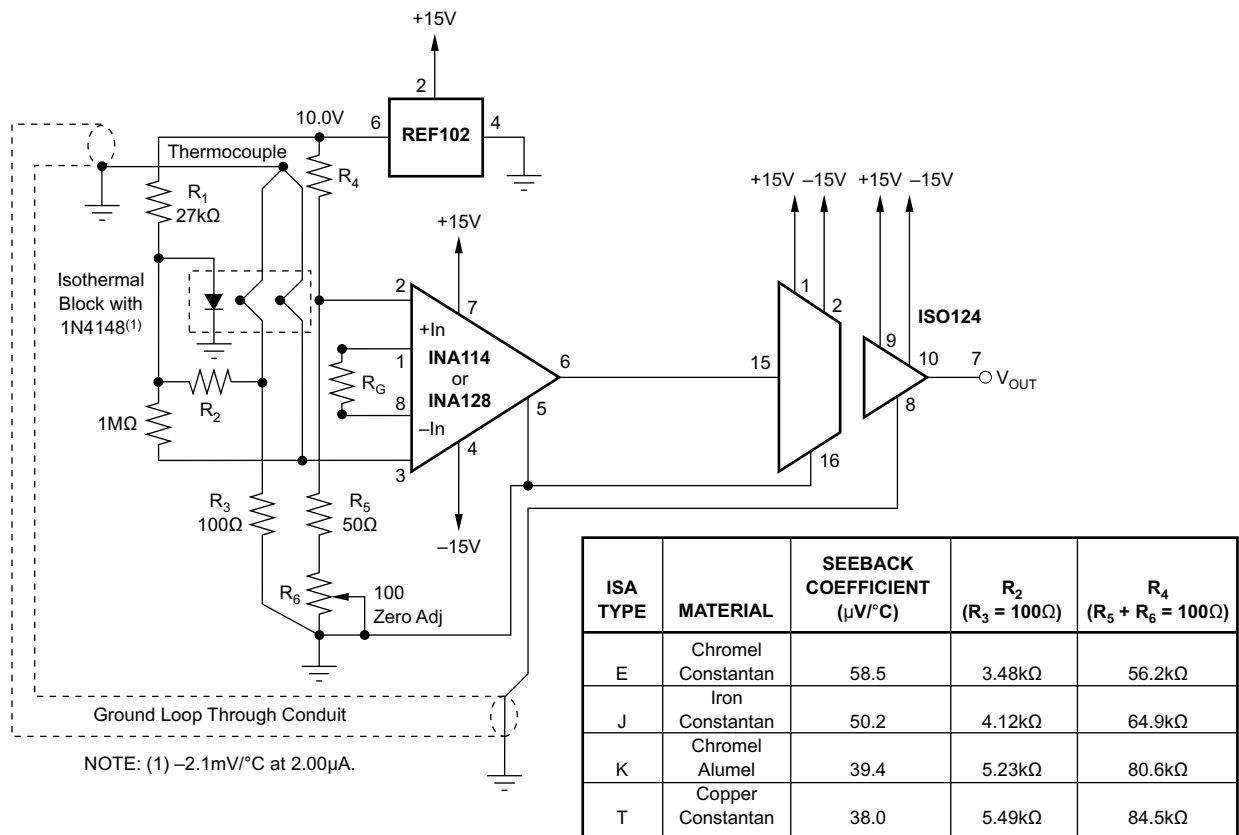 +15V
2
10.0V
6
REF102
4
Thermocouple
R4
R1
27kΩ
+15V
+15V –15V +15V –15V
Isothermal
Block with
1N4148(1)
2
7
1
2
ISO124
+In
1
INA114
or
INA128
RG
8
–In
6
5
4
3
15
9
10
7
VOUT
8
16
R2
1MΩ
R3
100Ω
R5
50Ω
–15V
R6
100
Zero Adj
Ground Loop Through Conduit
NOTE: (1) –2.1mV/°C at 2.00µA.
ISA
TYPE
MATERIAL
SEEBACK
COEFFICIENT
(µV/°C)
R2
(R3 = 100Ω)
R4
(R5 + R6 = 100Ω)
E
Chromel
Constantan
58.5
3.48kΩ
56.2kΩ
J
Iron
Constantan
50.2
4.12kΩ
64.9kΩ
K
Chromel
Alumel
39.4
5.23kΩ
80.6kΩ
T
Copper
Constantan
38.0
5.49kΩ
84.5kΩ